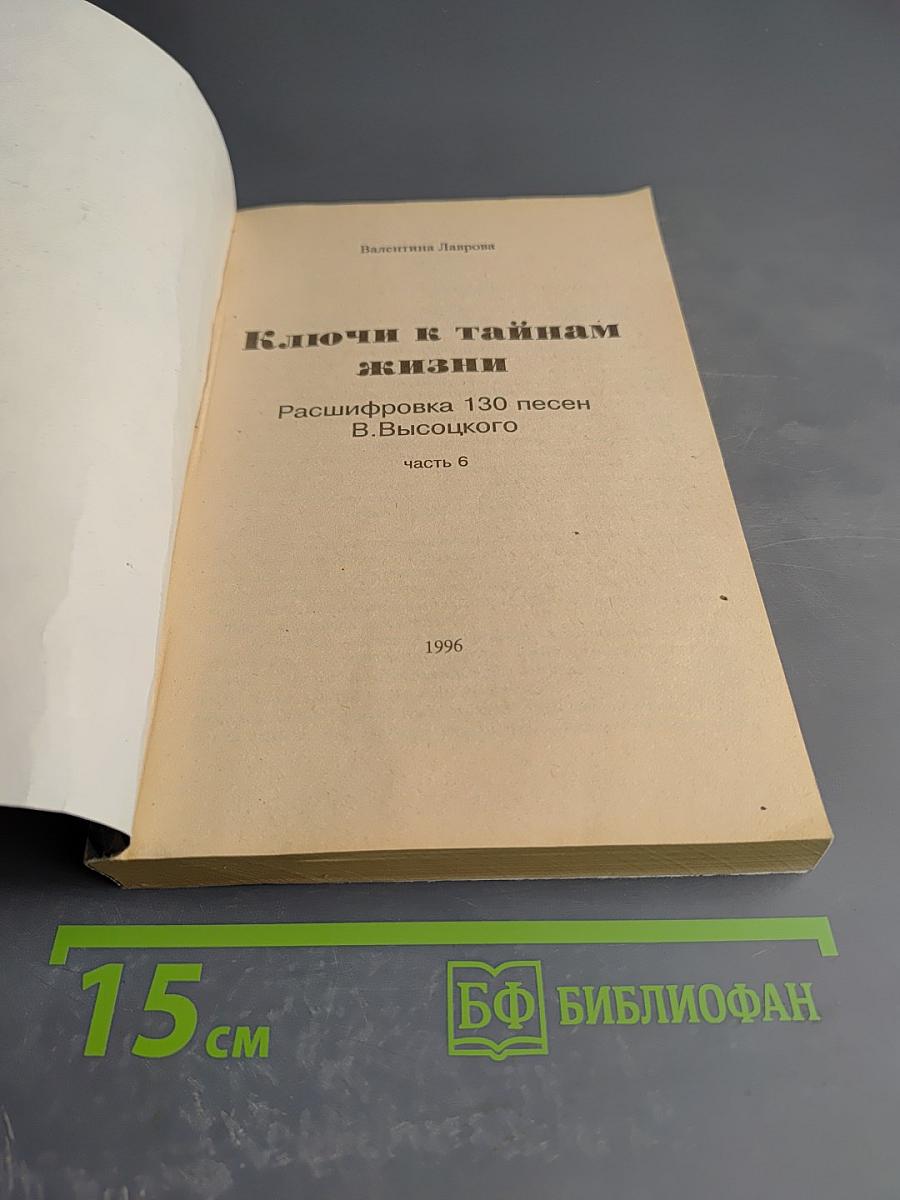 Валентина Лаврова
Ключи к тайнам
жизни
Расшифровка 130 песен
В.Высоцкого
часть 6
1996
15 см
БФ БИБЛИОФАН